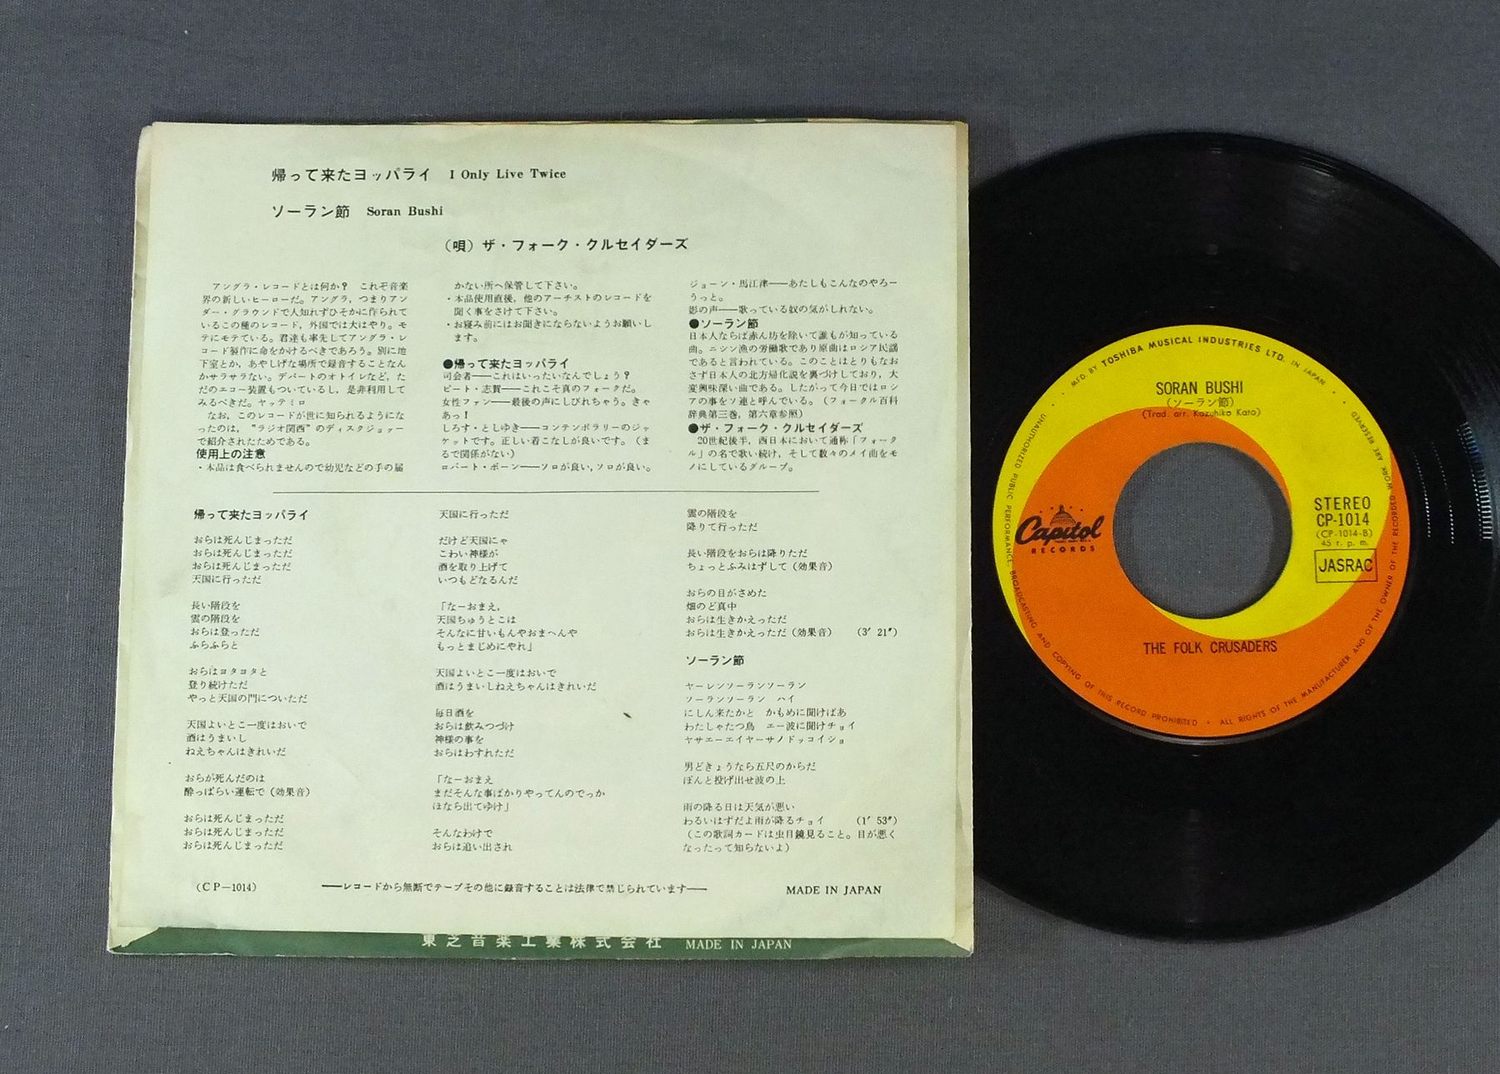 帰って来たヨッパライ I Only Live Twice
ソーラン節 Soran Bushi
(唄) ザ・フォーク・クルセイダーズ
アングラ・レコードとは何か? これぞ音楽
界の新しいヒーローだ。アングラ，つまりアン
ダー・グラウンドで人知れずひそかに作られて
いるこの種のレコード，外国では大はやり。モ
テにモテている。君達も率先してアングラ・レ
コード製作に命をかけるべきであろう。別に地
下室とか，あやしげな場所で録音することなん
かサラサラない。デパートのオトイレなど，た
だのエコー装置もついているし，是非利用して
みるべきだ。ヤッテミロ
なお，このレコードが世に知られるようにな
ったのは，“ラジオ関西”のディスクジョッー
で紹介されたためである。
使用上の注意
・本品は食べられませんので幼児などの手の届
かない所へ保管して下さい。
・本品使用直後，他のアーチストのレコードを
聞く事をさけて下さい。
・お寝み前にはお聞きにならないようお願いし
ます。
●帰って来たヨッパライ
司会者――これはいったいなんでしょう?
ビート・志賀――これこそ真のフォークだ。
女性ファン――最後の声にしびれちゃう。きゃ
あっ!
しろす・としゆき――コンテンポラリーのジャ
ケットです。正しい着こなしが良いです。(ま
るで関係がない)
ロバート・ボーン――ソロが良い，ソロが良い。
ジョーン・馬江津――あたしもこんなのやろー
うっと。
影の声――歌っている奴の気がしれない。
●ソーラン節
日本人ならば赤ん坊を除いて誰もが知っている
曲。ニシン漁の労働歌であり原曲はロシア民謡
であると言われている。このことはとりもなお
さず日本人の北方帰化説を裏づけしており，大
変興味深い曲である。したがって今日ではロシ
アの事をソ連と呼んでいる。(フォークル百科
辞典第三巻，第六章参照)
●ザ・フォーク・クルセイダーズ
20世紀後半，西日本において通称「フォーク
ル」の名で歌い続け，そして数々のメイ曲をモ
ノにしているグループ。
帰って来たヨッパライ
おらは死んじまっただ
おらは死んじまっただ
おらは死んじまっただ
天国に行っただ
長い階段を
雲の階段を
おらは登っただ
ふらふらと
おらはヨタヨタと
登り続けただ
やっと天国の門についただ
天国よいとこ一度はおいで
酒はうまいし
ねえちゃんはきれいだ
おらが死んだのは
酔っぱらい運転で(効果音)
おらは死んじまっただ
おらは死んじまっただ
おらは死んじまっただ
天国に行っただ
だけど天国にゃ
こわい神様が
酒を取り上げて
いつもどなるんだ
「なーおまえ，
天国ちゅうとこは
そんなに甘いもんやおまへんや
もっとまじめにやれ」
天国よいとこ一度はおいで
酒はうまいしねえちゃんはきれいだ
毎日酒を
おらは飲みつづけ
神様の事を
おらはわすれただ
「なーおまえ
まだそんな事ばかりやってんのでっか
ほなら出てゆけ」
そんなわけで
おらは追い出され
雲の階段を
降りて行っただ
長い階段をおらは降りただ
ちょっとふみはずして(効果音)
おらの目がさめた
畑のど真中
おらは生きかえっただ
おらは生きかえっただ(効果音) (3′ 21″)
ソーラン節
ヤーレンソーランソーラン
ソーランソーラン ハイ
にしん来たかと かもめに聞けばあ
わたしゃたつ鳥 エー波に聞けチョイ
ヤサエーエイヤーサノドッコイショ
男どきょうなら五尺のからだ
ぽんと投げ出せ波の上
雨の降る日は天気が悪い
わるいはずだよ雨が降るチョイ (1′ 53″)
(この歌詞カードは虫目鏡見ること。目が悪く
なったって知らないよ)
(CP－1014) ――レコードから無断でテープその他に録音することは法律で禁じられています―― MADE IN JAPAN
東芝音楽工業株式会社 MADE IN JAPAN
MFD. BY TOSHIBA MUSICAL INDUSTRIES LTD. IN JAPAN
SORAN BUSHI
(ソーラン節)
(Trad. arr. Kazuhiko Kato)
Capitol
RECORDS
STEREO
CP-1014
(CP-1014-B)
45 r. p. m.
JASRAC
THE FOLK CRUSADERS
UNAUTHORIZED PUBLIC PERFORMANCE, BROADCASTING AND COPYING OF THIS RECORD PROHIBITED • ALL RIGHTS OF THE MANUFACTURER AND OF THE OWNER OF THE RECORDED WORK ARE RESERVED